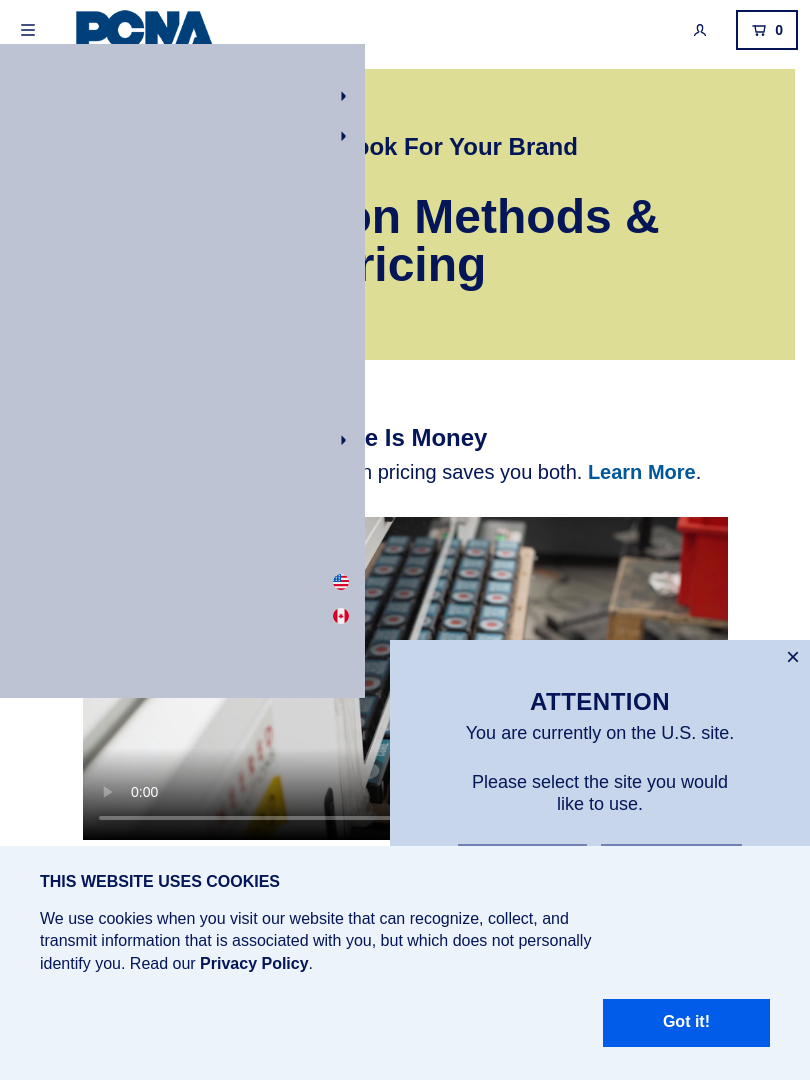 PCNA
0
ook For Your Brand
on Methods &
ricing
e Is Money
n pricing saves you both. Learn More.
0:00
ATTENTION
You are currently on the U.S. site.
Please select the site you would
like to use.
THIS WEBSITE USES COOKIES
We use cookies when you visit our website that can recognize, collect, and
transmit information that is associated with you, but which does not personally
identify you. Read our Privacy Policy.
Got it!